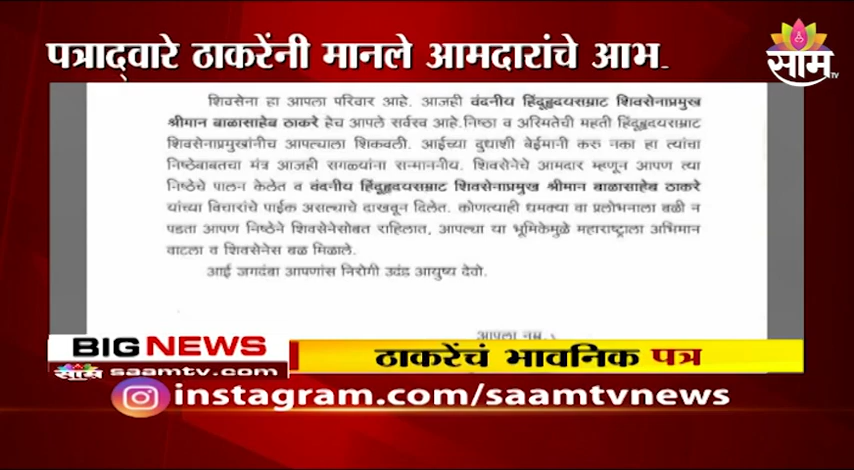 पत्राद्वारे ठाकरेंनी मानले आमदारांचे आभ
साम TV
शिवसेना हा आपला परिवार आहे. आजही वंदनीय हिंदूहृदयसम्राट शिवसेनाप्रमुख
श्रीमान बाळासाहेब ठाकरे हेच आपले सर्वस्व आहे.निष्ठा व अस्मितेची महती हिंदूहृदयसम्राट
शिवसेनाप्रमुखांनीच आपल्याला शिकवली. आईच्या दुधाशी बेईमानी करु नका हा त्यांचा
निष्ठेबाबतचा मंत्र आजही सगळ्यांना सन्माननीय. शिवसेनेचे आमदार म्हणून आपण त्या
निष्ठेचे पालन केलेत व वंदनीय हिंदूहृदयसम्राट शिवसेनाप्रमुख श्रीमान बाळासाहेब ठाकरे
यांच्या विचारांचे पाईक असल्याचे दाखवून दिलेत. कोणत्याही धमक्या वा प्रलोभनाला बळी न
पडता आपण निष्ठेने शिवसेनेसोबत राहिलात, आपल्या या भूमिकेमुळे महाराष्ट्राला अभिमान
वाटला व शिवसेनेस बळ मिळाले.
आई जगदंबा आपणांस निरोगी उदंड आयुष्य देवो.
आपला नम्र
BIG NEWS
ठाकरेंचं भावनिक पत्र
साम saamtv.com
instagram.com/saamtvnews